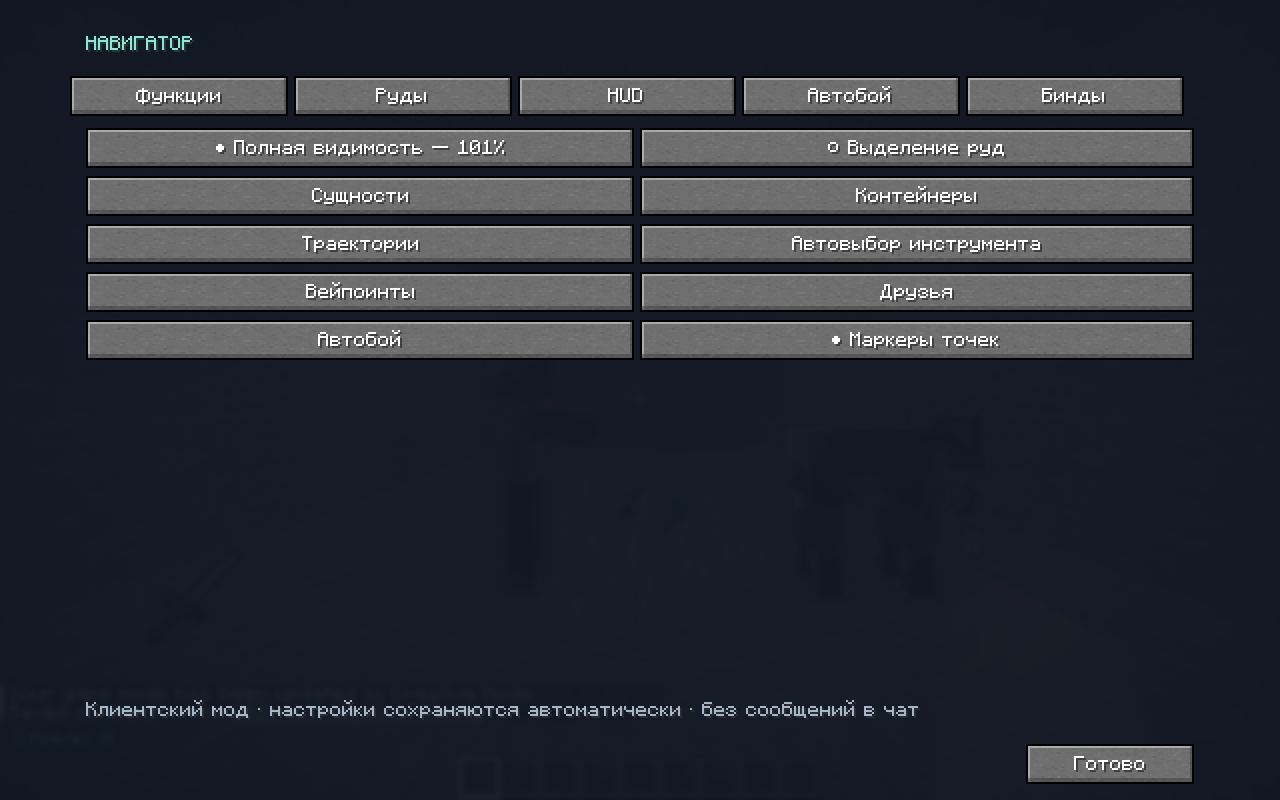 НАВИГАТОР
Функции Руды HUD Автобой Бинды
● Полная видимость — 101% ○ Выделение руд
Сущности Контейнеры
Траектории Автовыбор инструмента
Вейпоинты Друзья
Автобой ● Маркеры точек
Клиентский мод · настройки сохраняются автоматически · без сообщений в чат
Готово